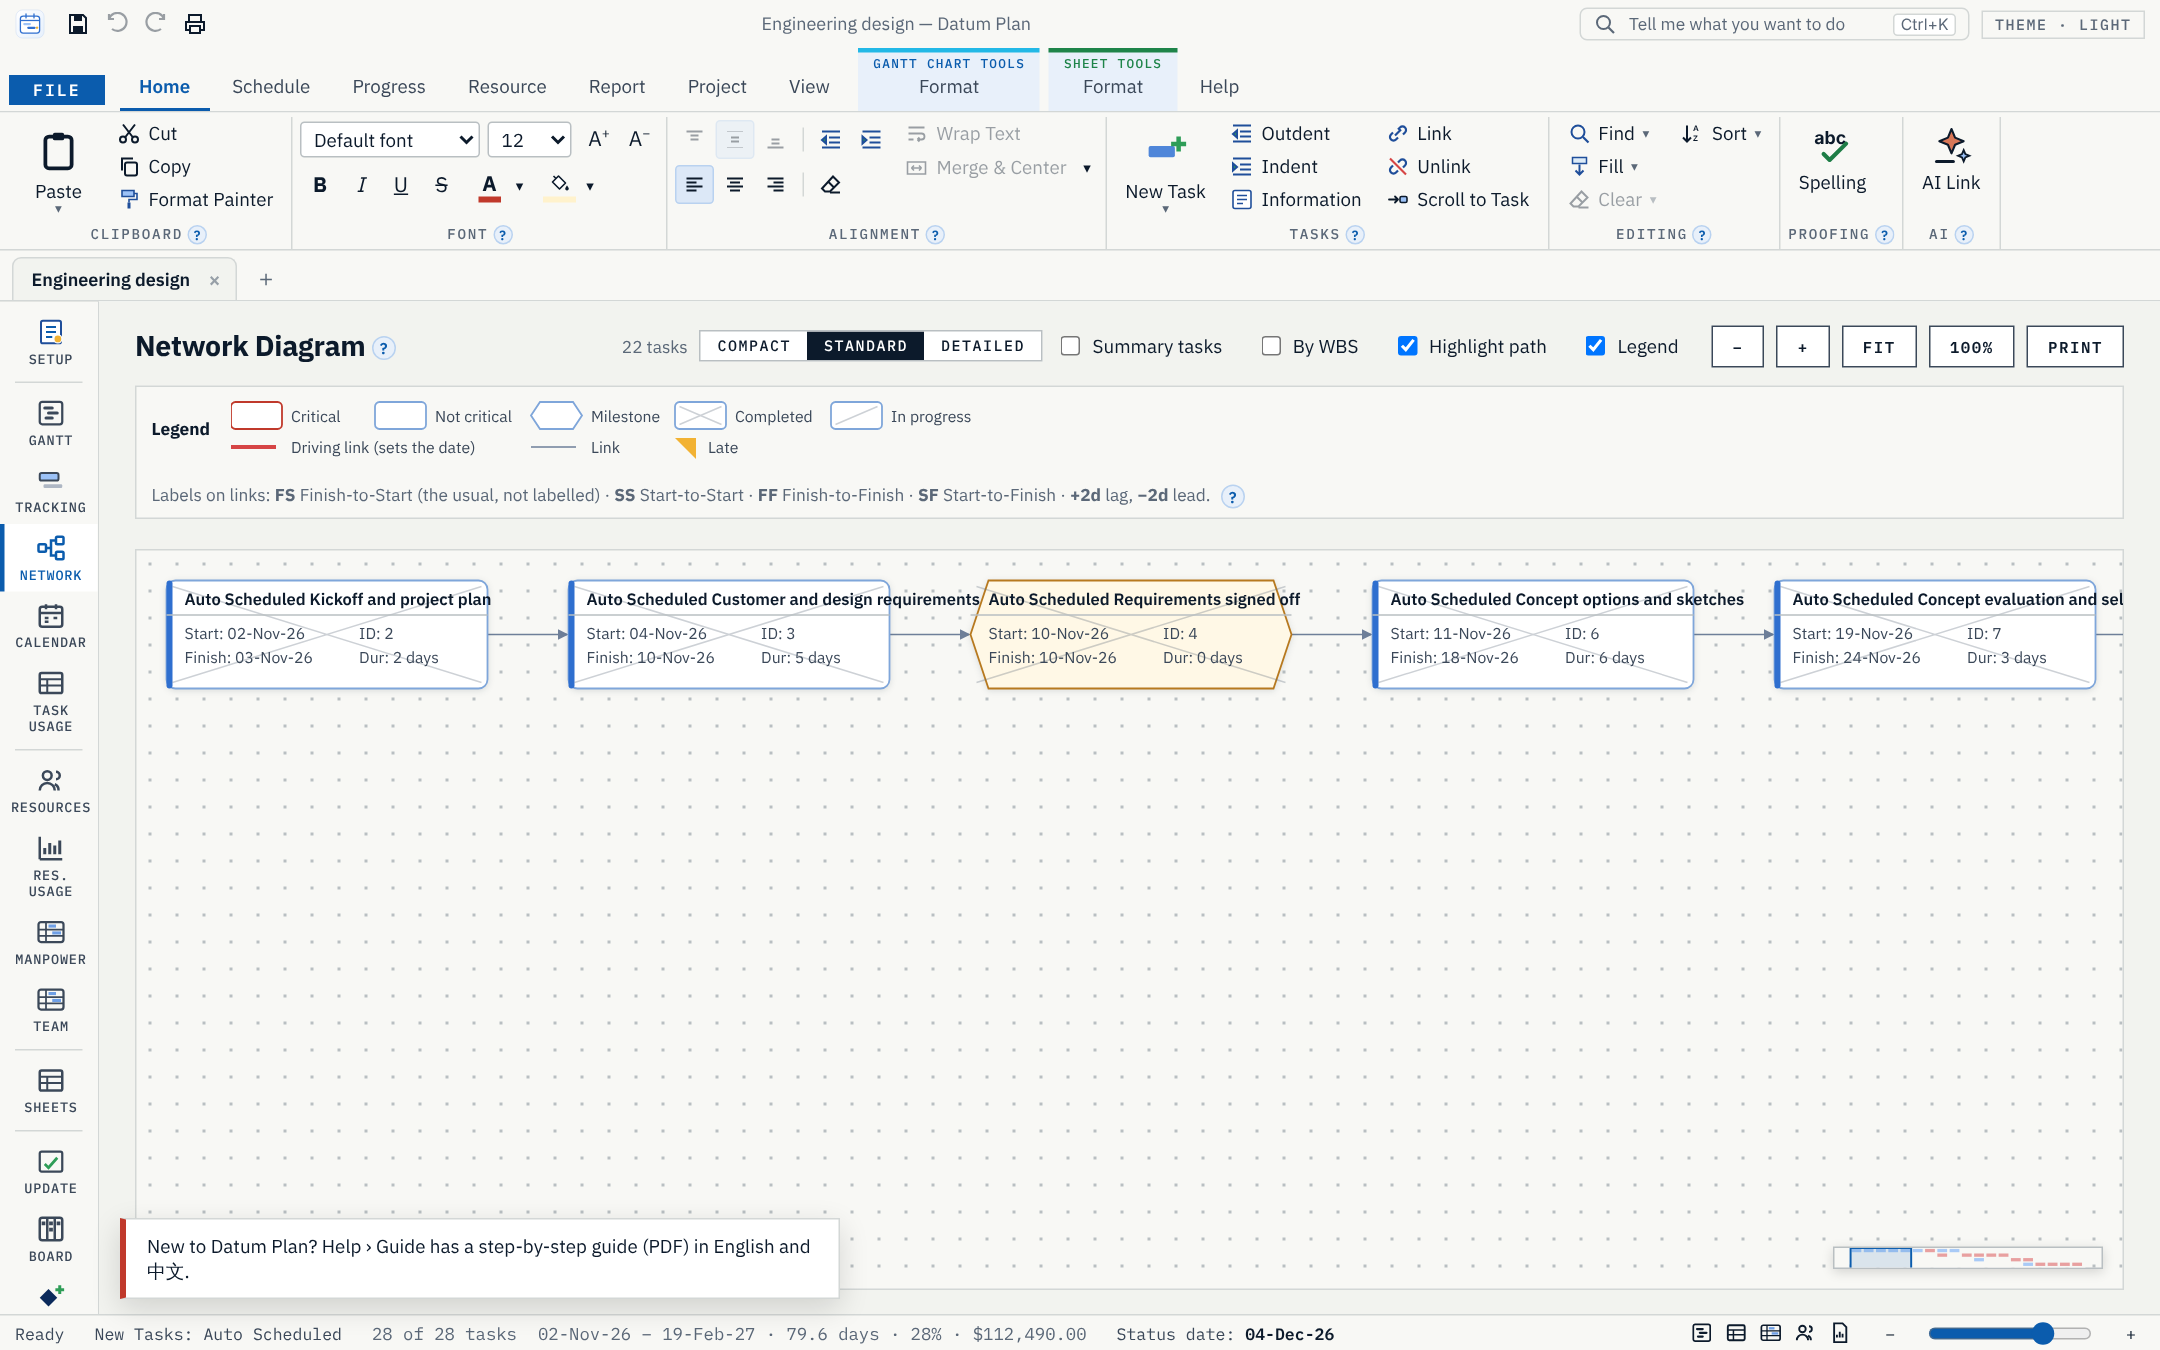 Engineering design — Datum Plan
Tell me what you want to do Ctrl+K
THEME · LIGHT
GANTT CHART TOOLS SHEET TOOLS
FILE Home Schedule Progress Resource Report Project View Format Format Help
Paste
Cut
Copy
Format Painter
CLIPBOARD ?
Default font 12 A+ A−
B I U S A
FONT ?
Wrap Text
Merge & Center
ALIGNMENT ?
New Task
Outdent
Indent
Information
Link
Unlink
Scroll to Task
TASKS ?
Find
Fill
Clear
Sort
EDITING ?
abc
Spelling
PROOFING ?
AI Link
AI ?
Engineering design × +
SETUP
GANTT
TRACKING
NETWORK
CALENDAR
TASK
USAGE
RESOURCES
RES.
USAGE
MANPOWER
TEAM
SHEETS
UPDATE
BOARD
Network Diagram ?
22 tasks COMPACT STANDARD DETAILED Summary tasks By WBS Highlight path Legend − + FIT 100% PRINT
Legend
Critical Not critical Milestone Completed In progress
Driving link (sets the date) Link Late
Labels on links: FS Finish-to-Start (the usual, not labelled) · SS Start-to-Start · FF Finish-to-Finish · SF Start-to-Finish · +2d lag, −2d lead. ?
Auto Scheduled Kickoff and project plan
Start: 02-Nov-26 ID: 2
Finish: 03-Nov-26 Dur: 2 days
Auto Scheduled Customer and design requirements
Start: 04-Nov-26 ID: 3
Finish: 10-Nov-26 Dur: 5 days
Auto Scheduled Requirements signed off
Start: 10-Nov-26 ID: 4
Finish: 10-Nov-26 Dur: 0 days
Auto Scheduled Concept options and sketches
Start: 11-Nov-26 ID: 6
Finish: 18-Nov-26 Dur: 6 days
Auto Scheduled Concept evaluation and sel
Start: 19-Nov-26 ID: 7
Finish: 24-Nov-26 Dur: 3 days
New to Datum Plan? Help › Guide has a step-by-step guide (PDF) in English and
中文.
Ready New Tasks: Auto Scheduled 28 of 28 tasks 02-Nov-26 – 19-Feb-27 · 79.6 days · 28% · $112,490.00 Status date: 04-Dec-26 − +